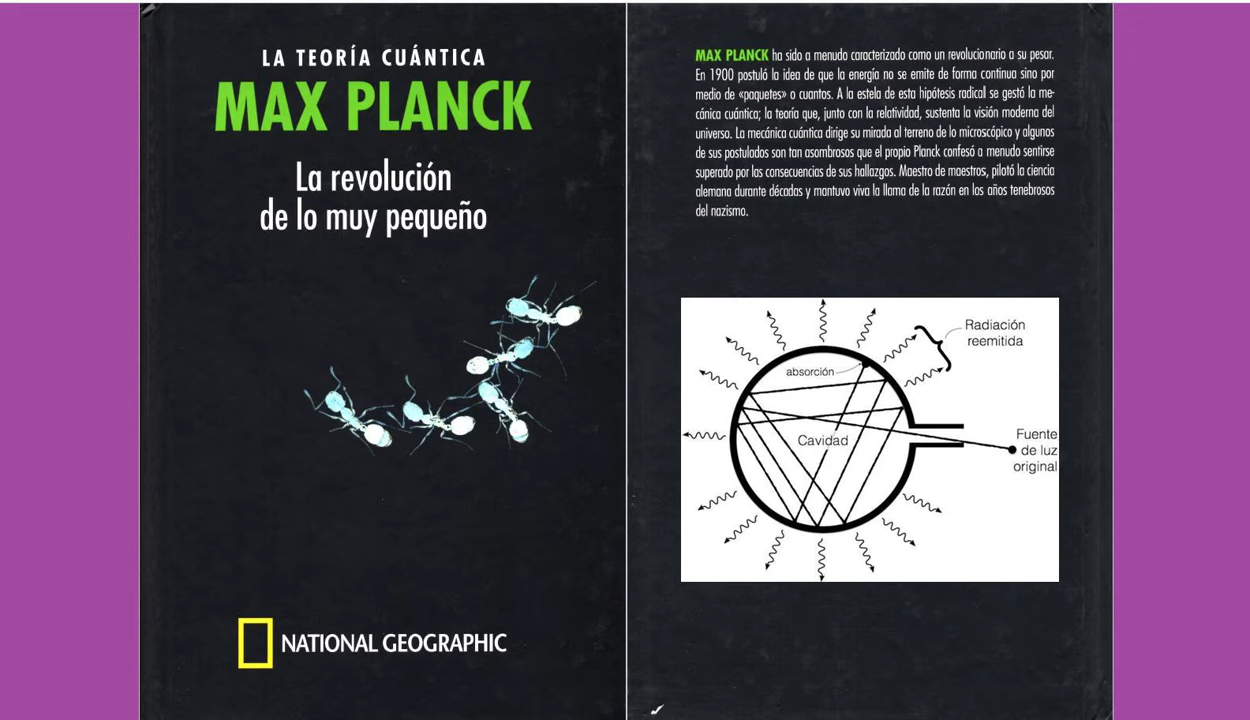 LA TEORÍA CUÁNTICA
MAX PLANCK
La revolución
de lo muy pequeño
NATIONAL GEOGRAPHIC
MAX PLANCK ha sido a menudo caracterizado como un revolucionario a su pesar.
En 1900 postuló la idea de que la energía no se emite de forma continua sino por
medio de «paquetes» o cuantos. A la estela de esta hipótesis radical se gestó la me-
cánica cuántica; la teoría que, junto con la relatividad, sustenta la visión moderna del
universo. La mecánica cuántica dirige su mirada al terreno de lo microscópico y algunos
de sus postulados son tan asombrosos que el propio Planck confesó a menudo sentirse
superado por las consecuencias de sus hallazgos. Maestro de maestros, pilotó la ciencia
alemana durante décadas y mantuvo viva la llama de la razón en los años tenebrosos
del nazismo.
Radiación
reemitida
absorción
Cavidad
Fuente
de luz
original